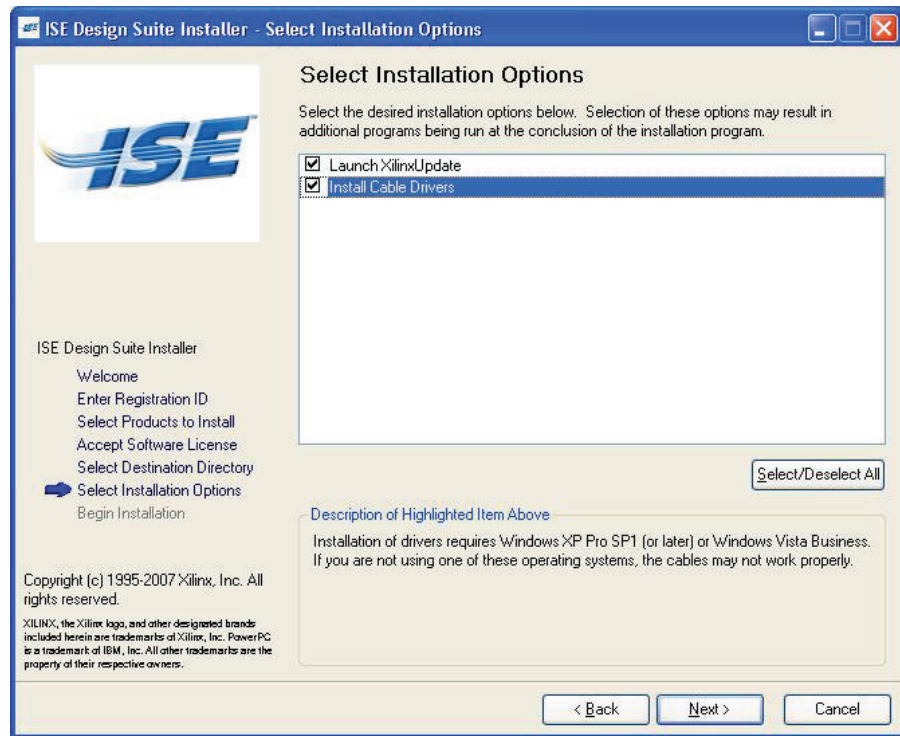 ISE Design Suite Installer - Select Installation Options
ISE
Select Installation Options
Select the desired installation options below. Selection of these options may result in
additional programs being run at the conclusion of the installation program.
Launch XilinxUpdate
Install Cable Drivers
ISE Design Suite Installer
Welcome
Enter Registration ID
Select Products to Install
Accept Software License
Select Destination Directory
Select Installation Options
Begin Installation
Select/Deselect All
Description of Highlighted Item Above
Installation of drivers requires Windows XP Pro SP1 (or later) or Windows Vista Business.
If you are not using one of these operating systems, the cables may not work properly.
Copyright (c) 1995-2007 Xilinx, Inc. All
rights reserved.
XILINX, the Xilinx logo, and other designated brands
included herein are trademarks of Xilinx, Inc. PowerPC
is a trademark of IBM, Inc. All other trademarks are the
property of their respective owners.
< Back
Next >
Cancel